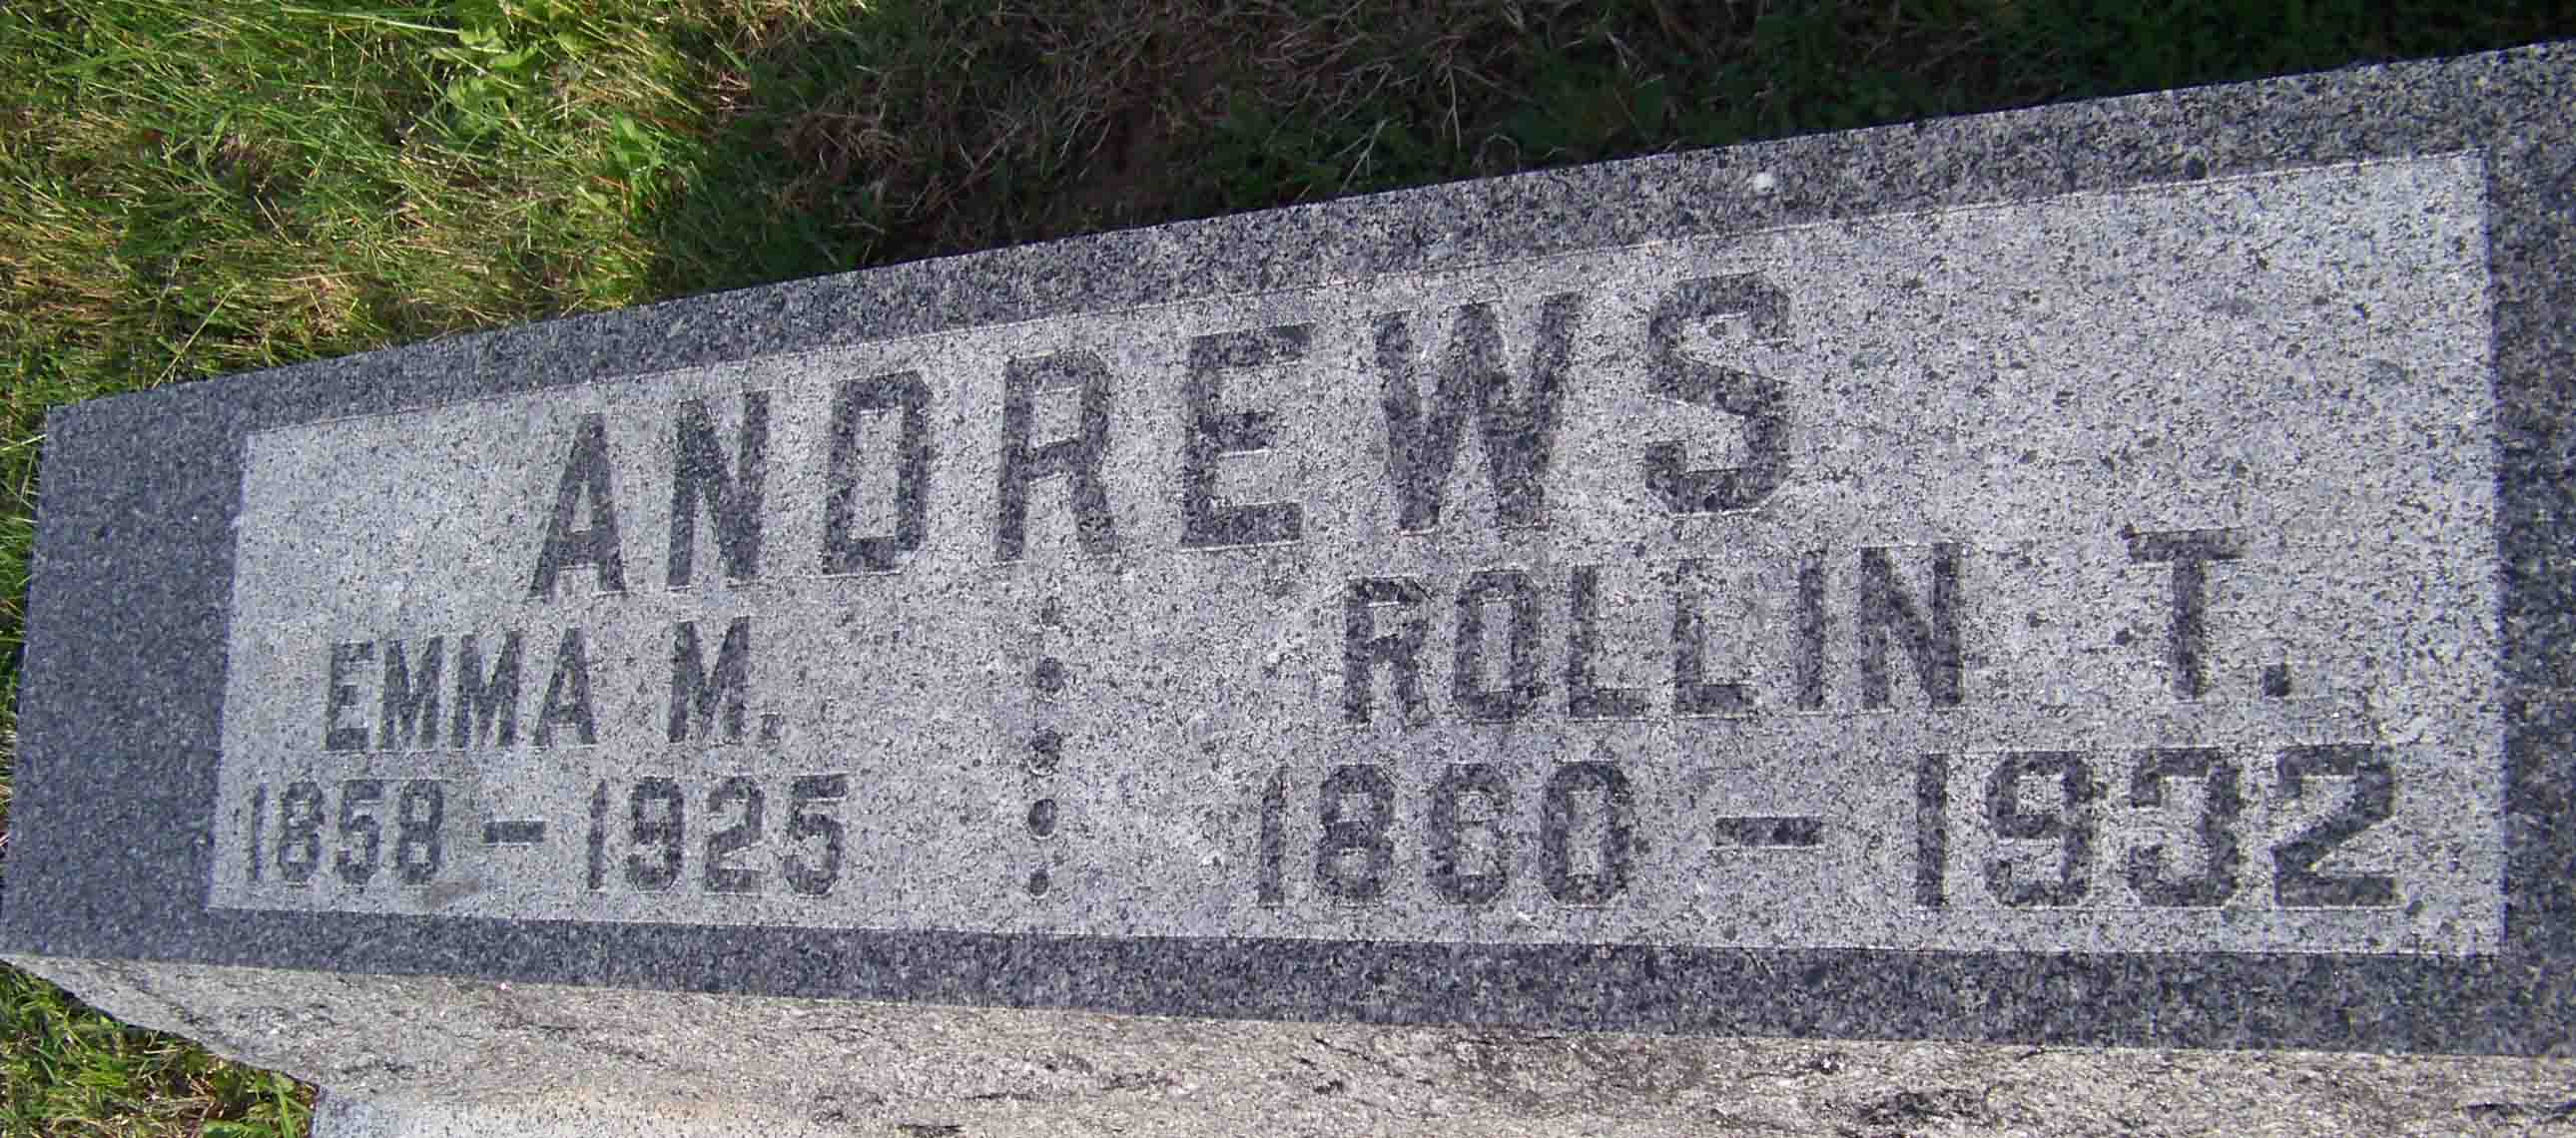 ANDREWS
EMMA M. ROLLIN T.
1858 - 1925 1860 - 1932